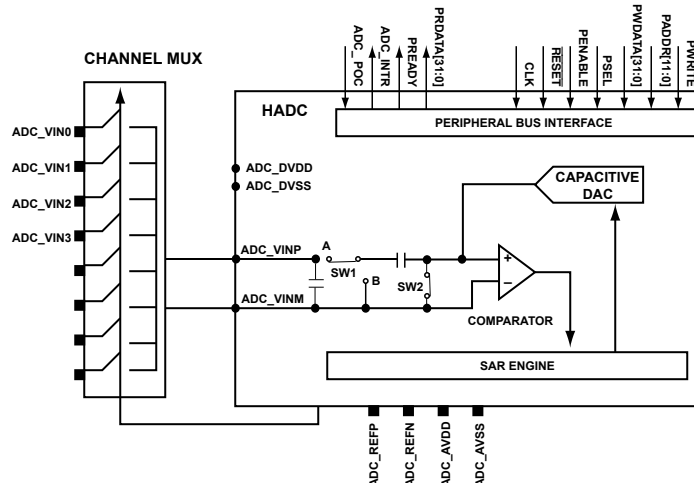 CHANNEL MUX
ADC_POC
ADC_INTR
PREADY
PRDATA[31:0]
CLK
RESET
PENABLE
PSEL
PWDATA[31:0]
PADDR[11:0]
PWRITE
HADC
PERIPHERAL BUS INTERFACE
ADC_VIN0
ADC_VIN1
ADC_VIN2
ADC_VIN3
ADC_DVDD
ADC_DVSS
CAPACITIVE
DAC
ADC_VINP
A
SW1
B
SW2
+
−
ADC_VINM
COMPARATOR
SAR ENGINE
ADC_REFP
ADC_REFN
ADC_AVDD
ADC_AVSS